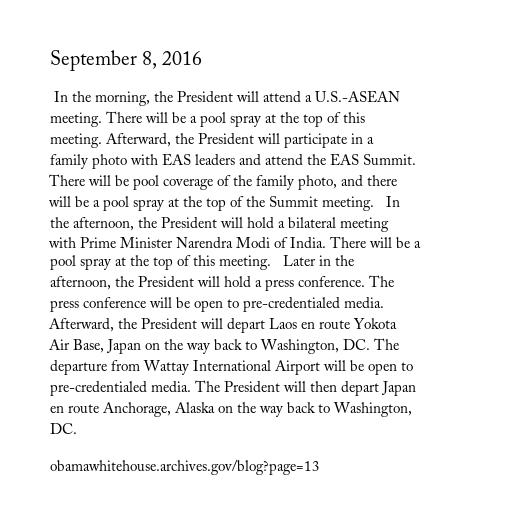 September 8, 2016
In the morning, the President will attend a U.S.-ASEAN
meeting. There will be a pool spray at the top of this
meeting. Afterward, the President will participate in a
family photo with EAS leaders and attend the EAS Summit.
There will be pool coverage of the family photo, and there
will be a pool spray at the top of the Summit meeting.   In
the afternoon, the President will hold a bilateral meeting
with Prime Minister Narendra Modi of India. There will be a
pool spray at the top of this meeting.   Later in the
afternoon, the President will hold a press conference. The
press conference will be open to pre-credentialed media.
Afterward, the President will depart Laos en route Yokota
Air Base, Japan on the way back to Washington, DC. The
departure from Wattay International Airport will be open to
pre-credentialed media. The President will then depart Japan
en route Anchorage, Alaska on the way back to Washington,
DC.
obamawhitehouse.archives.gov/blog?page=13